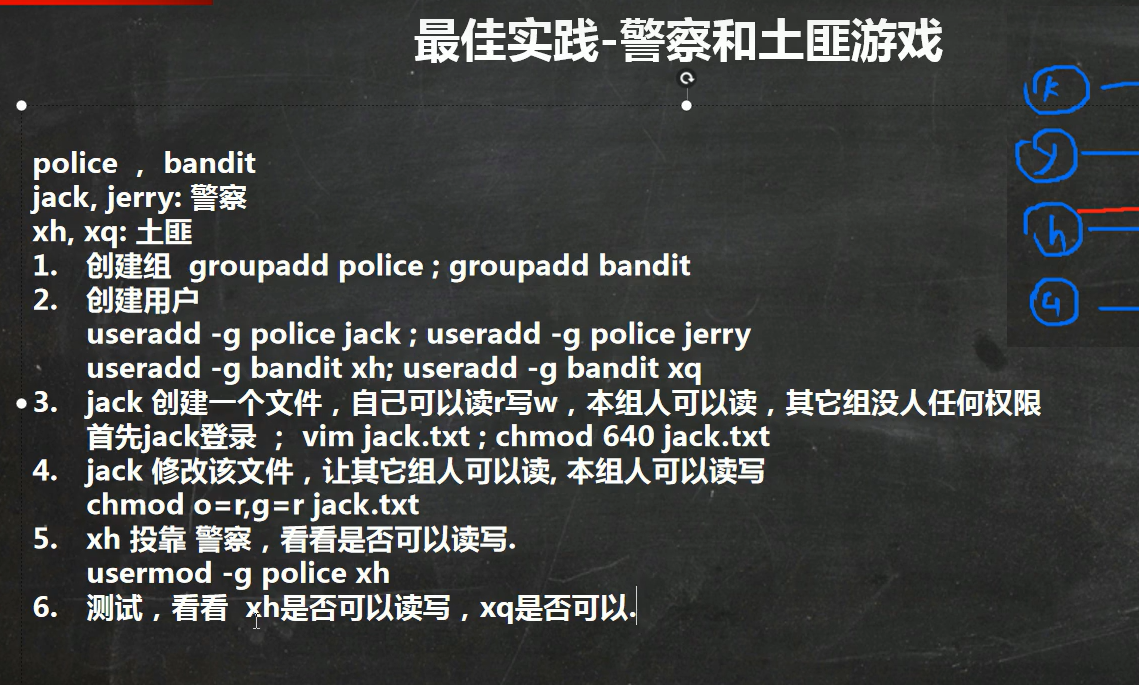 最佳实践-警察和土匪游戏
police ， bandit
jack, jerry: 警察
xh, xq: 土匪
1. 创建组 groupadd police ; groupadd bandit
2. 创建用户
useradd -g police jack ; useradd -g police jerry
useradd -g bandit xh; useradd -g bandit xq
3. jack 创建一个文件，自己可以读r写w，本组人可以读，其它组没人任何权限
首先jack登录 ； vim jack.txt ; chmod 640 jack.txt
4. jack 修改该文件，让其它组人可以读, 本组人可以读写
chmod o=r,g=r jack.txt
5. xh 投靠 警察，看看是否可以读写.
usermod -g police xh
6. 测试，看看 xh是否可以读写，xq是否可以.
k
y
h
q